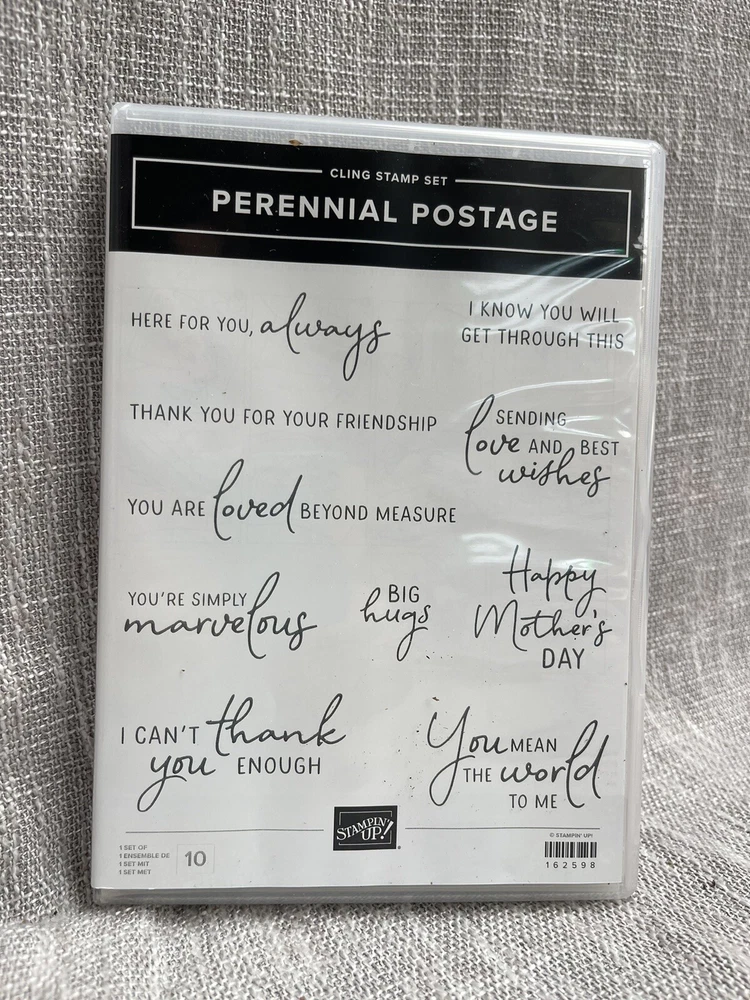 CLING STAMP SET
PERENNIAL POSTAGE
HERE FOR YOU, always
I KNOW YOU WILL
GET THROUGH THIS
THANK YOU FOR YOUR FRIENDSHIP
SENDING
love AND BEST
wishes
YOU ARE loved BEYOND MEASURE
YOU'RE SIMPLY
marvelous
BIG
hugs
Happy
Mother's
DAY
I CAN'T thank
you ENOUGH
You MEAN
THE world
TO ME
STAMPIN'
UP!®
1 SET OF
1 ENSEMBLE DE
1 SET MIT
1 SET MET
10
© STAMPIN' UP!
162598